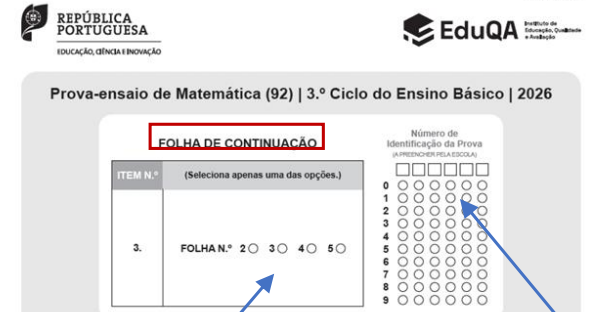 REPÚBLICA
PORTUGUESA
EDUCAÇÃO, CIÊNCIA E INOVAÇÃO
EduQA
Instituto de
Educação, Qualidade
e Avaliação
Prova-ensaio de Matemática (92) | 3.º Ciclo do Ensino Básico | 2026
FOLHA DE CONTINUAÇÃO
Número de
Identificação da Prova
(A PREENCHER PELA ESCOLA)
ITEM N.º
(Seleciona apenas uma das opções.)
3.
FOLHA N.º 2 3 4 5
0
1
2
3
4
5
6
7
8
9